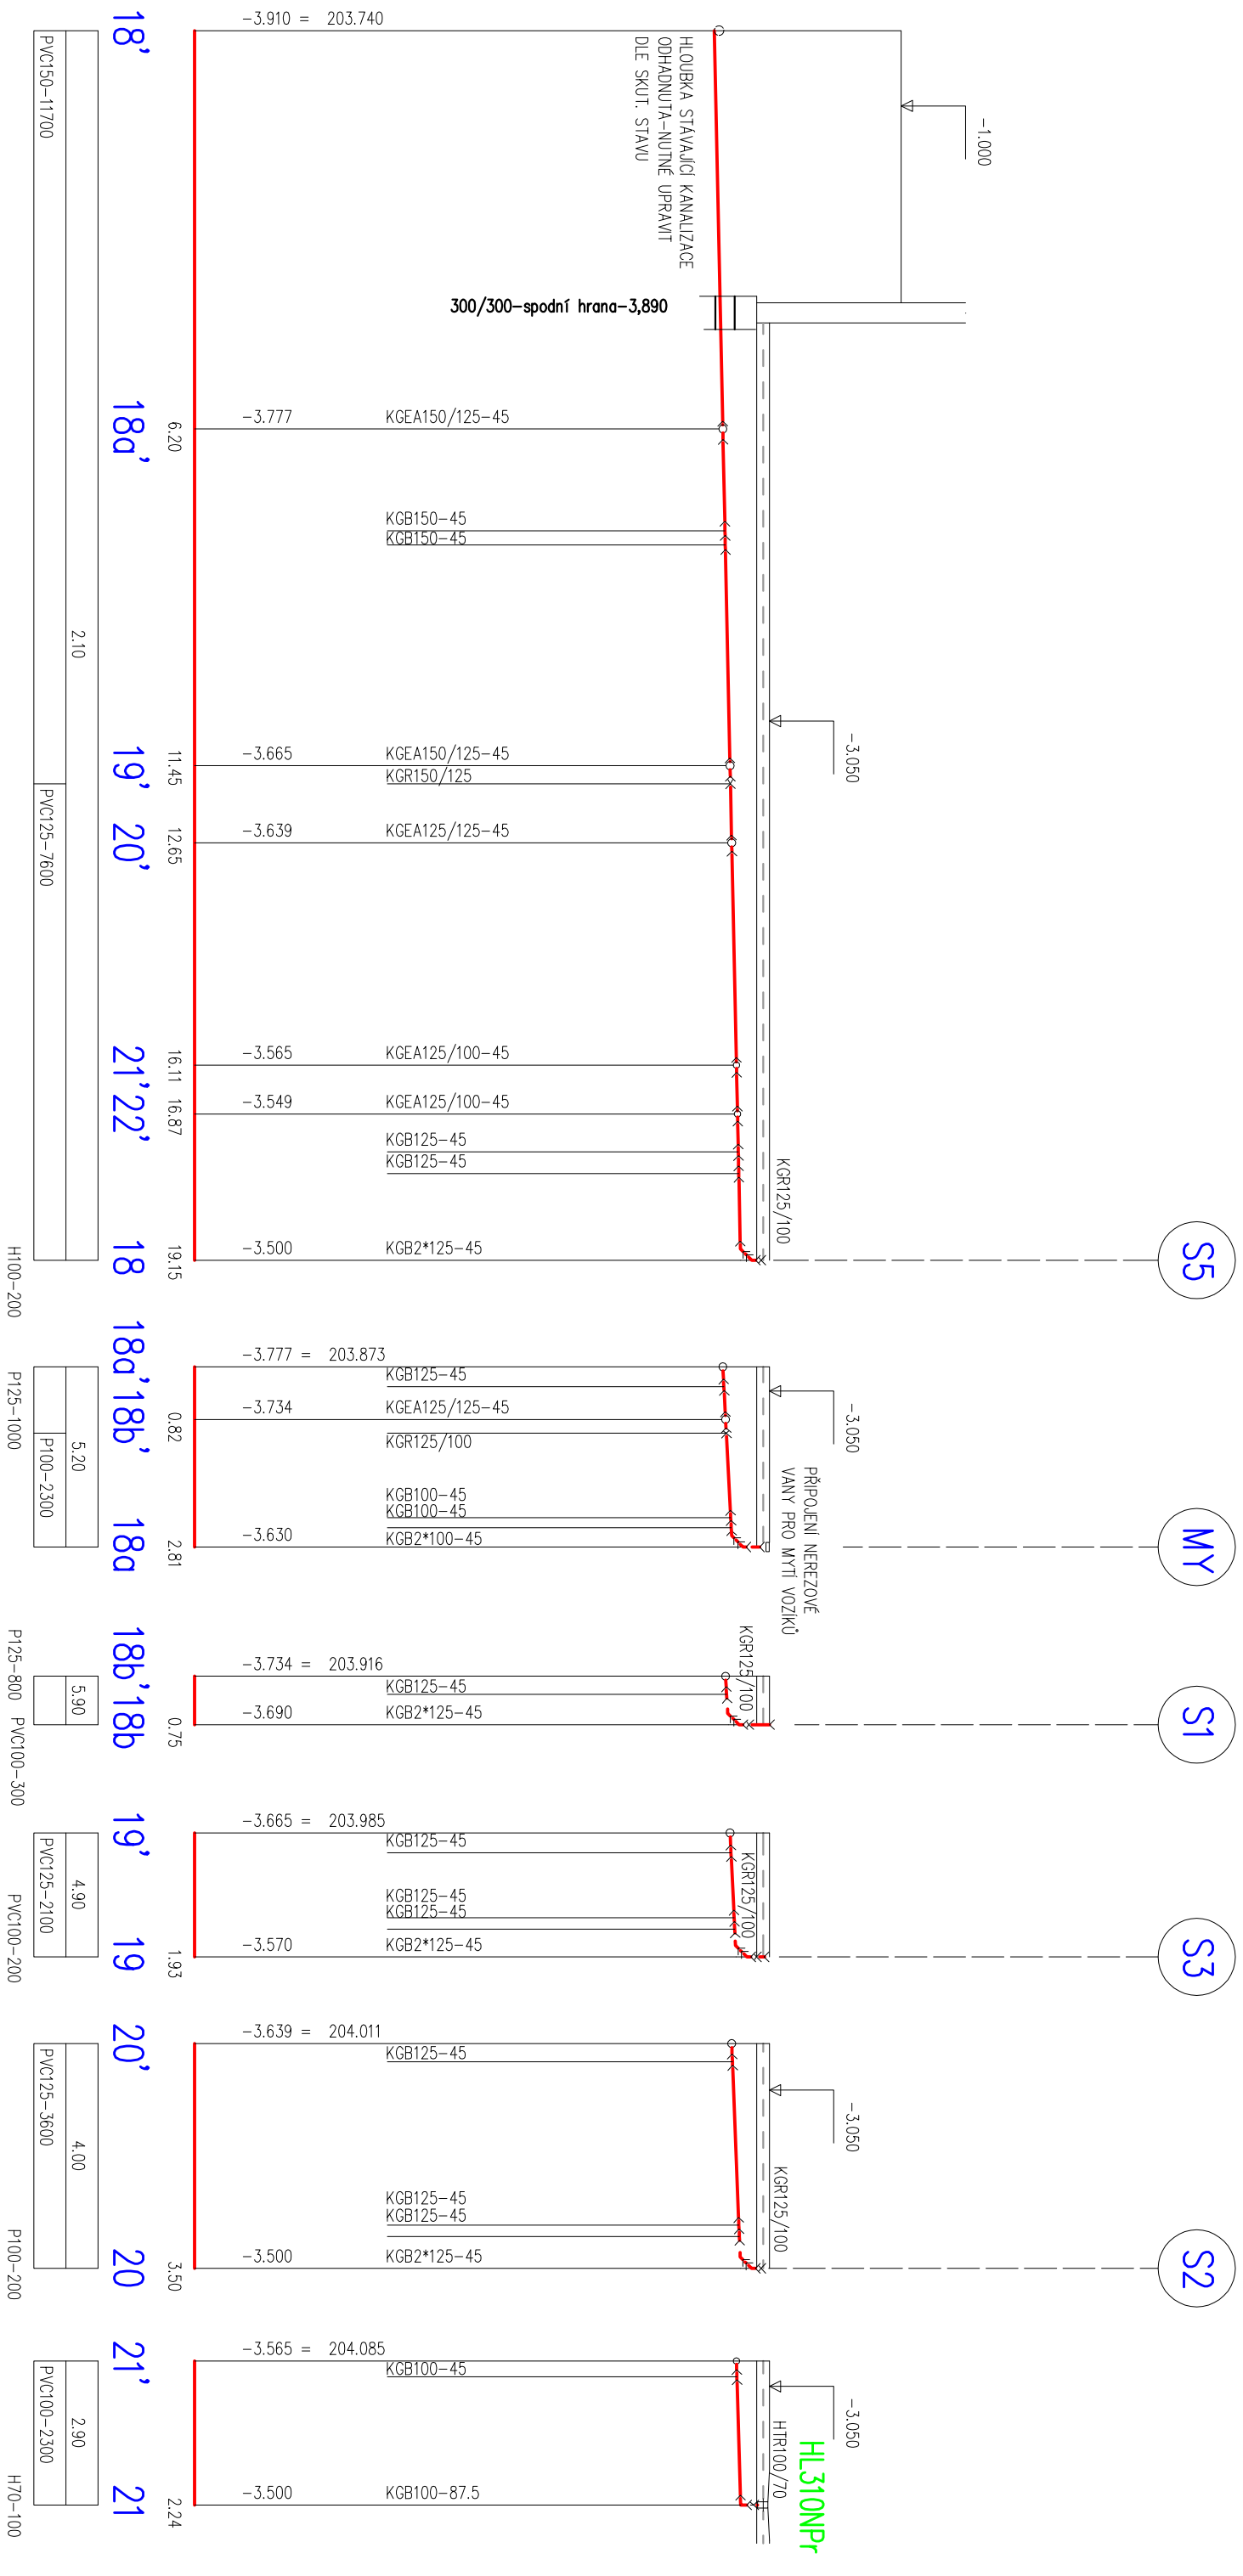 -3.910 = 203.740
18'
PVC150-11700
HLOUBKA STÁVAJÍCÍ KANALIZACE
ODHADNUTA-NUTNÉ UPRAVIT
DLE SKUT. STAVU
-1.000
300/300-spodní hrana-3,890
18a'
6.20
-3.777
KGEA150/125-45
KGB150-45
KGB150-45
2.10
-3.050
19'
11.45
-3.665
KGEA150/125-45
KGR150/125
PVC125-7600
20'
12.65
-3.639
KGEA125/125-45
21'
16.11
-3.565
KGEA125/100-45
22'
16.87
-3.549
KGEA125/100-45
KGB125-45
KGB125-45
KGR125/100
18
19.15
-3.500
KGB2*125-45
H100-200
S5
18a'
-3.777 = 203.873
KGB125-45
P125-1000
18b'
0.82
-3.734
KGEA125/125-45
KGR125/100
-3.050
5.20
P100-2300
KGB100-45
KGB100-45
PŘIPOJENÍ NEREZOVÉ
VANY PRO MYTÍ VOZÍKŮ
18a
2.81
-3.630
KGB2*100-45
MY
18b'
-3.734 = 203.916
KGB125-45
KGR125/100
P125-800
5.90
18b
0.75
-3.690
KGB2*125-45
PVC100-300
S1
19'
-3.665 = 203.985
KGB125-45
KGR125/100
4.90
PVC125-2100
KGB125-45
KGB125-45
19
1.93
-3.570
KGB2*125-45
PVC100-200
S3
20'
-3.639 = 204.011
KGB125-45
-3.050
4.00
PVC125-3600
KGB125-45
KGB125-45
KGR125/100
20
3.50
-3.500
KGB2*125-45
P100-200
S2
21'
-3.565 = 204.085
KGB100-45
-3.050
2.90
PVC100-2300
HTR100/70
HL310NPr
21
2.24
-3.500
KGB100-87.5
H70-100